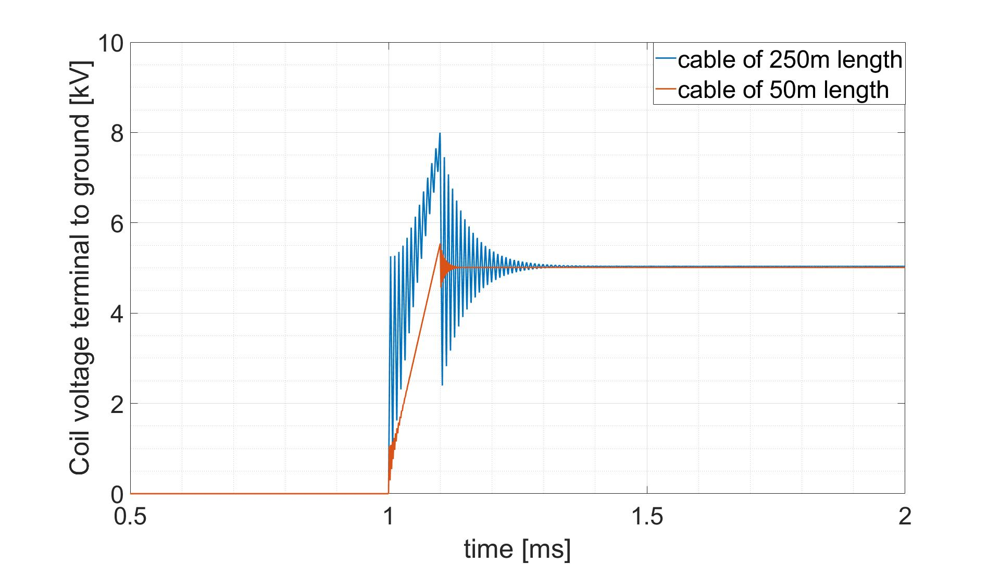 Coil voltage terminal to ground [kV]
10
8
6
4
2
0
cable of 250m length
cable of 50m length
0.5
1
1.5
2
time [ms]